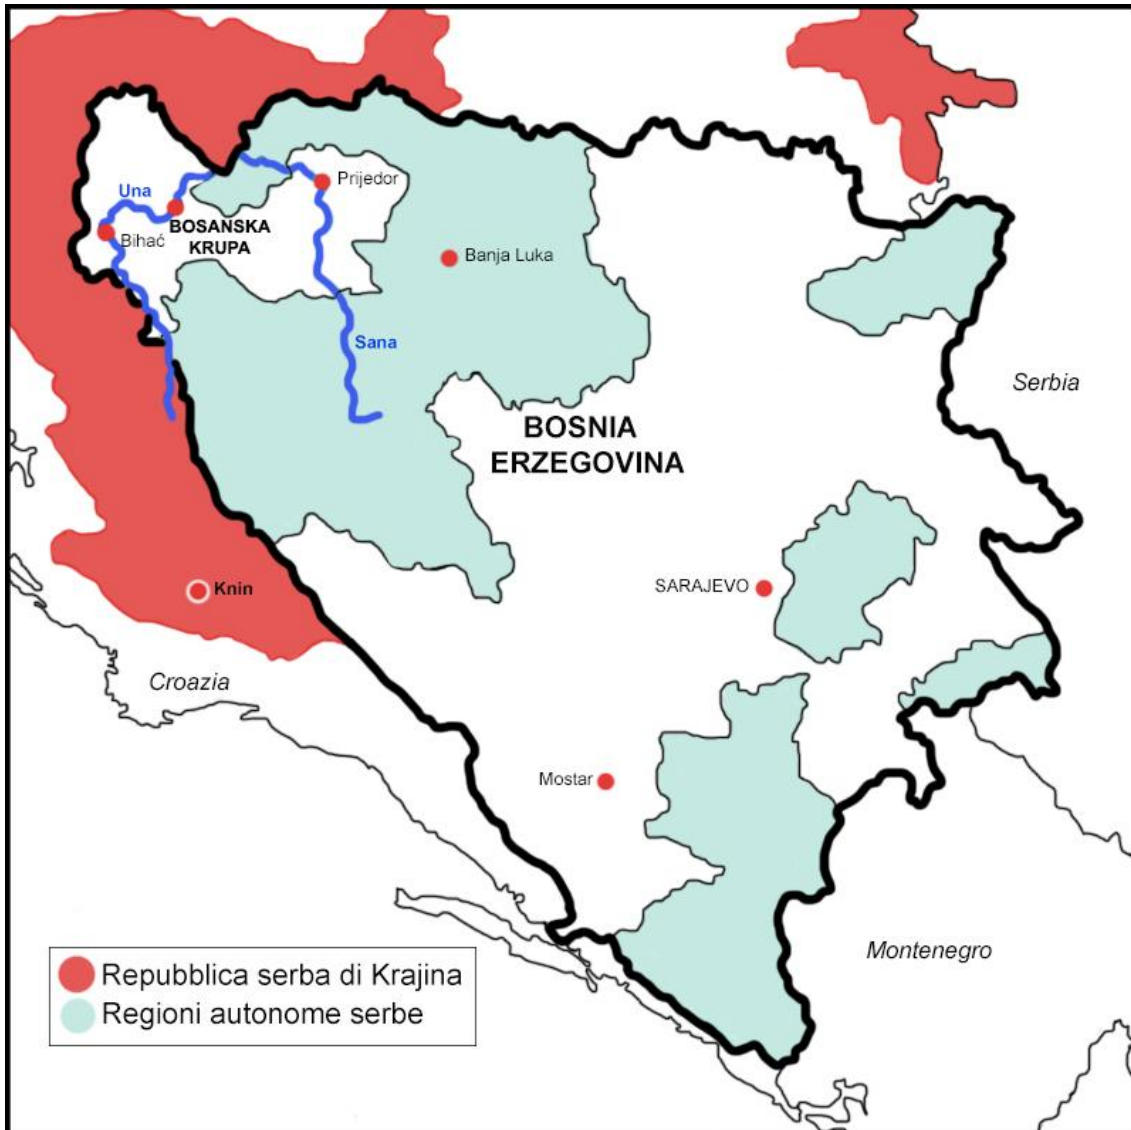 Una
Prijedor
BOSANSKA
KRUPA
Bihać
Banja Luka
Sana
Serbia
BOSNIA
ERZEGOVINA
Knin
SARAJEVO
Croazia
Mostar
Montenegro
Repubblica serba di Krajina
Regioni autonome serbe